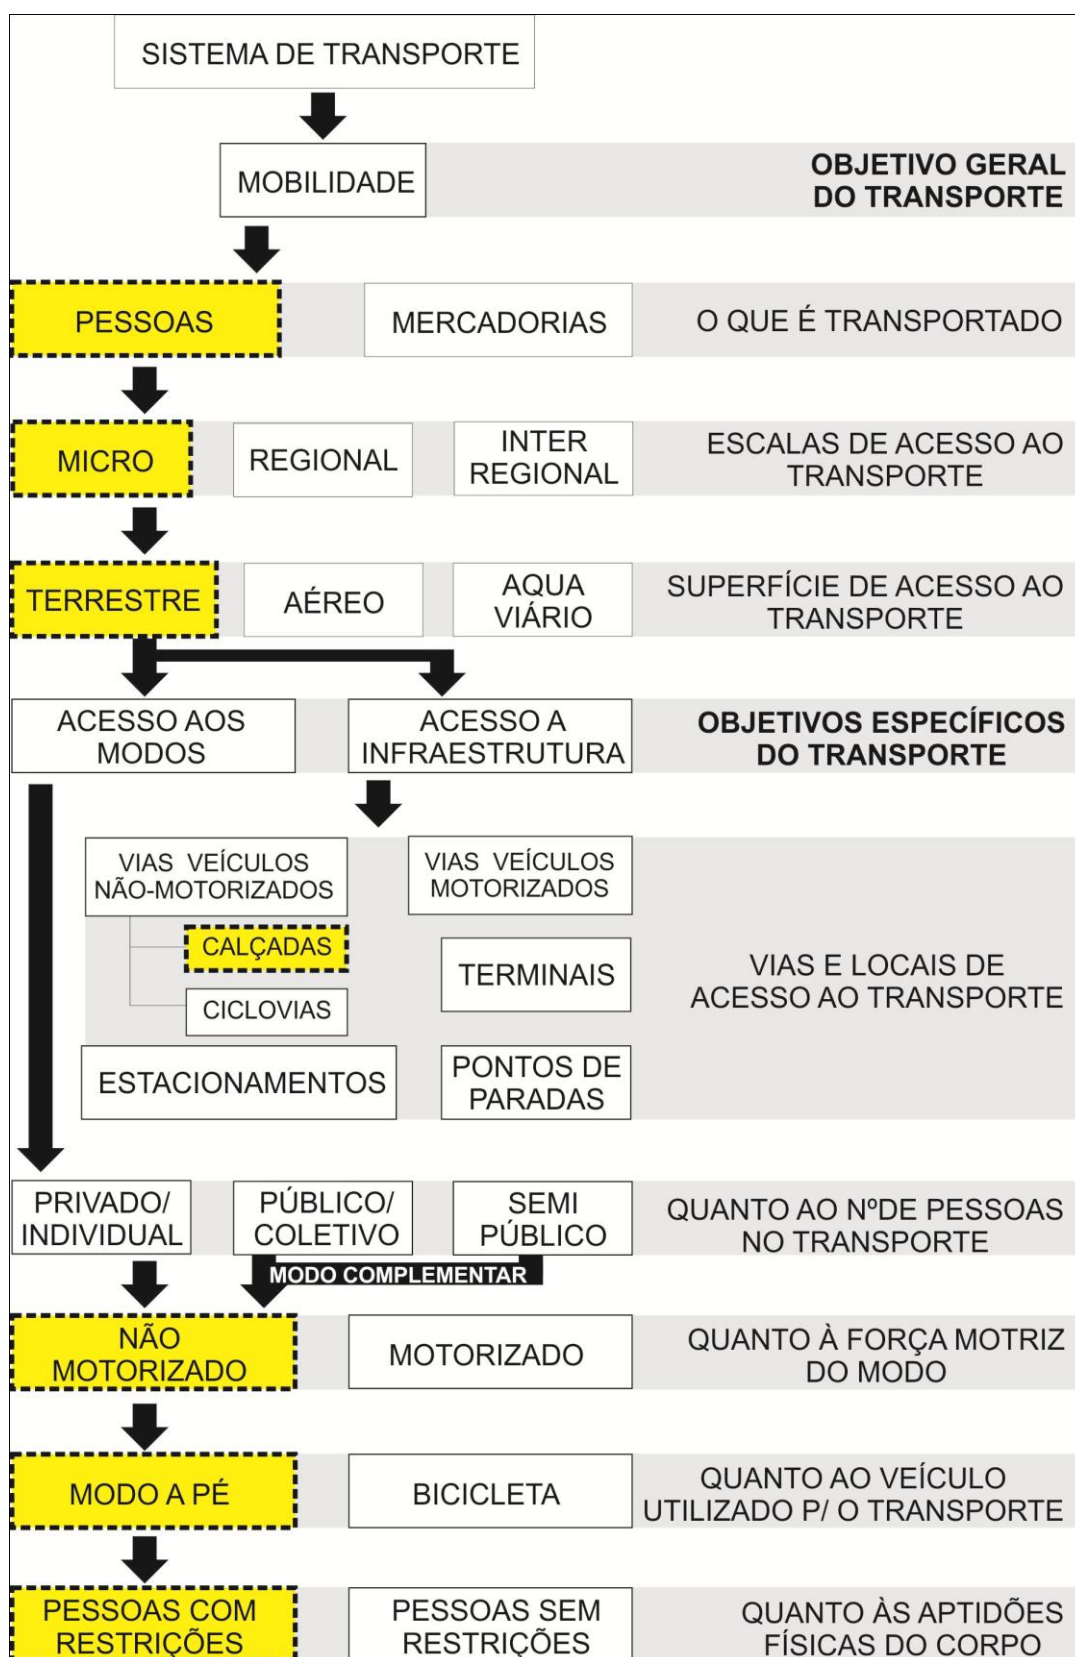 SISTEMA DE TRANSPORTE
MOBILIDADE
OBJETIVO GERAL
DO TRANSPORTE
PESSOAS
MERCADORIAS
O QUE É TRANSPORTADO
MICRO
REGIONAL
INTER
REGIONAL
ESCALAS DE ACESSO AO
TRANSPORTE
TERRESTRE
AÉREO
AQUA
VIÁRIO
SUPERFÍCIE DE ACESSO AO
TRANSPORTE
ACESSO AOS
MODOS
ACESSO A
INFRAESTRUTURA
OBJETIVOS ESPECÍFICOS
DO TRANSPORTE
VIAS VEÍCULOS
NÃO-MOTORIZADOS
VIAS VEÍCULOS
MOTORIZADOS
CALÇADAS
CICLOVIAS
TERMINAIS
ESTACIONAMENTOS
PONTOS DE
PARADAS
VIAS E LOCAIS DE
ACESSO AO TRANSPORTE
PRIVADO/
INDIVIDUAL
PÚBLICO/
COLETIVO
SEMI
PÚBLICO
QUANTO AO NºDE PESSOAS
NO TRANSPORTE
MODO COMPLEMENTAR
NÃO
MOTORIZADO
MOTORIZADO
QUANTO À FORÇA MOTRIZ
DO MODO
MODO A PÉ
BICICLETA
QUANTO AO VEÍCULO
UTILIZADO P/ O TRANSPORTE
PESSOAS COM
RESTRIÇÕES
PESSOAS SEM
RESTRIÇÕES
QUANTO ÀS APTIDÕES
FÍSICAS DO CORPO